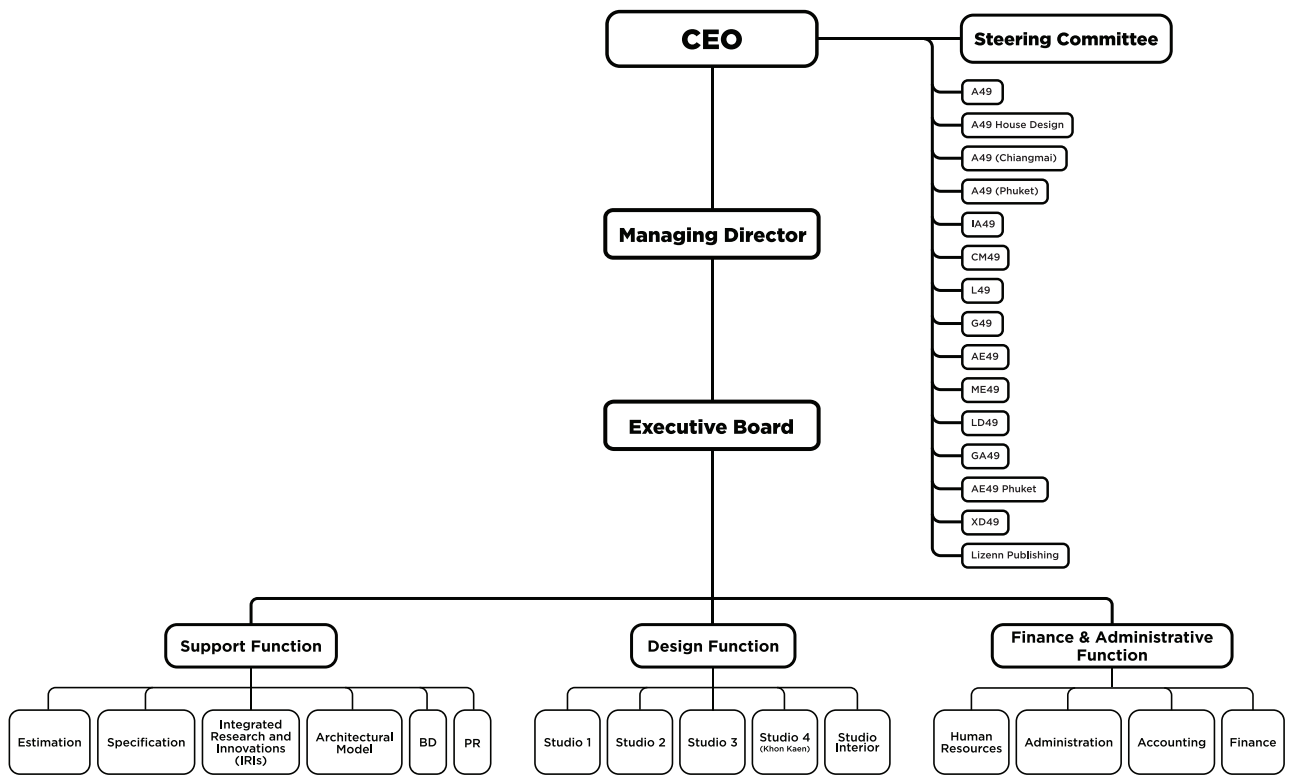 CEO
Steering Committee
A49
A49 House Design
A49 (Chiangmai)
A49 (Phuket)
IA49
CM49
L49
G49
AE49
ME49
LD49
GA49
AE49 Phuket
XD49
Lizenn Publishing
Managing Director
Executive Board
Support Function
Design Function
Finance & Administrative
Function
Estimation
Specification
Integrated
Research and
Innovations
(IRIs)
Architectural
Model
BD
PR
Studio 1
Studio 2
Studio 3
Studio 4
(Khon Kaen)
Studio
Interior
Human
Resources
Administration
Accounting
Finance